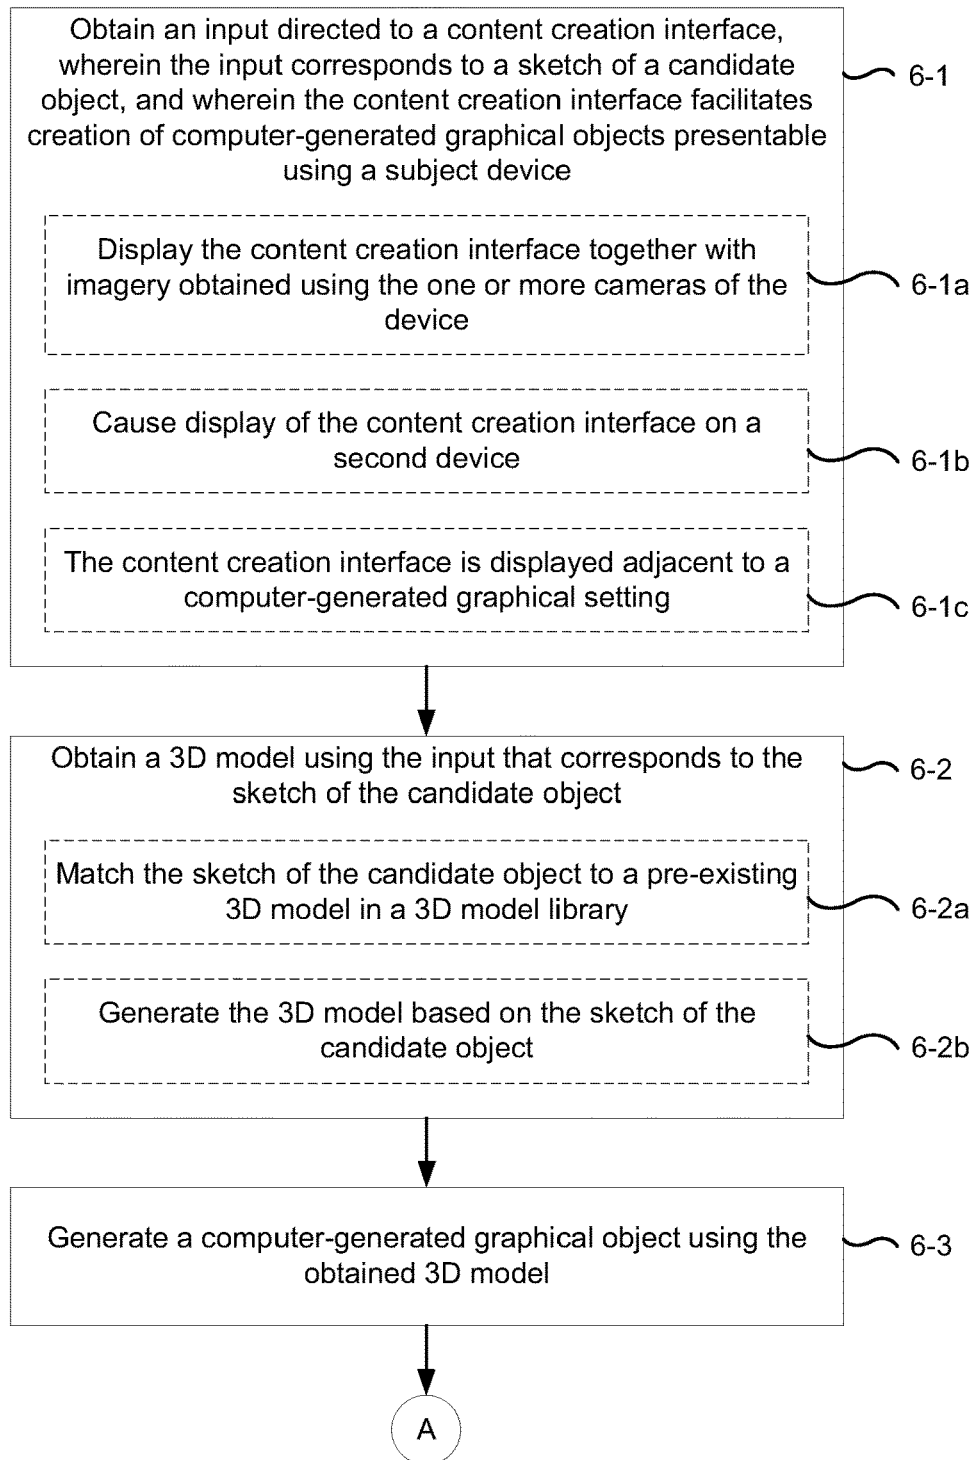 Obtain an input directed to a content creation interface,
wherein the input corresponds to a sketch of a candidate
object, and wherein the content creation interface facilitates
creation of computer-generated graphical objects presentable
using a subject device
6-1
Display the content creation interface together with
imagery obtained using the one or more cameras of the
device
6-1a
Cause display of the content creation interface on a
second device
6-1b
The content creation interface is displayed adjacent to a
computer-generated graphical setting
6-1c
Obtain a 3D model using the input that corresponds to the
sketch of the candidate object
6-2
Match the sketch of the candidate object to a pre-existing
3D model in a 3D model library
6-2a
Generate the 3D model based on the sketch of the
candidate object
6-2b
Generate a computer-generated graphical object using the
obtained 3D model
6-3
A